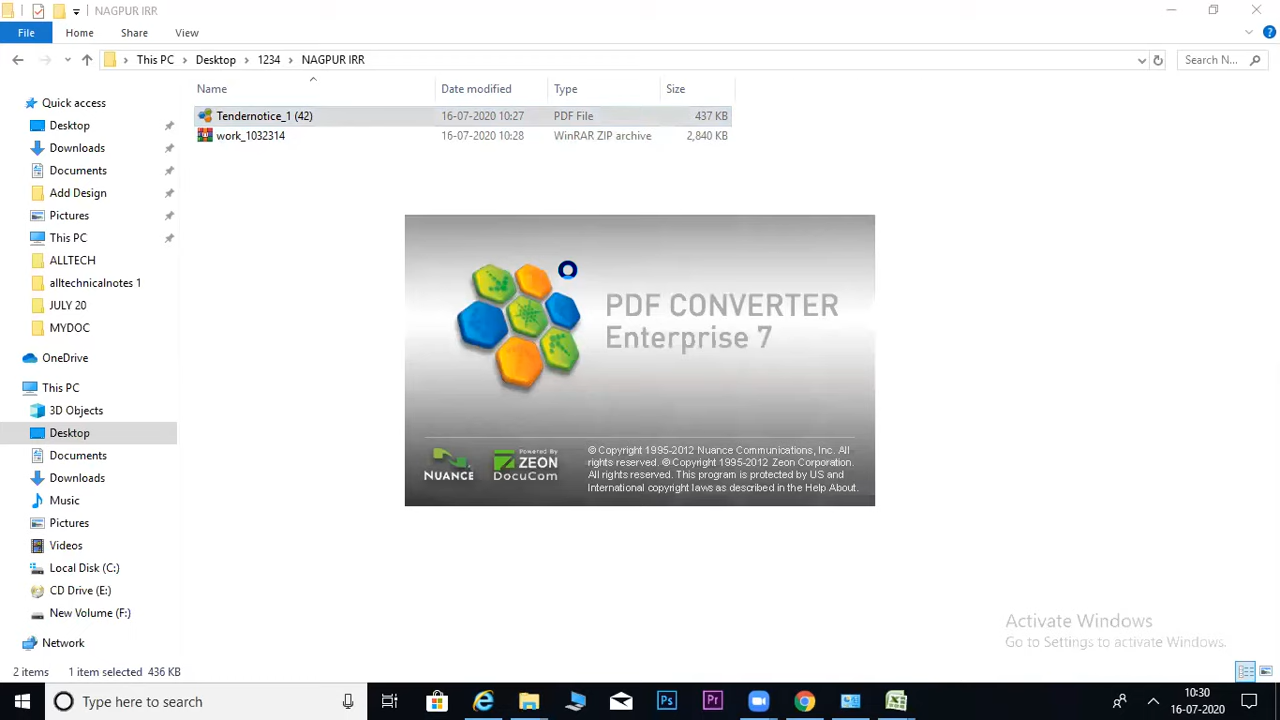 NAGPUR IRR
File Home Share View
This PC Desktop 1234 NAGPUR IRR
Search N...
Name Date modified Type Size
Tendernotice_1 (42) 16-07-2020 10:27 PDF File 437 KB
work_1032314 16-07-2020 10:28 WinRAR ZIP archive 2,840 KB
Quick access
Desktop
Downloads
Documents
Add Design
Pictures
This PC
ALLTECH
alltechnicalnotes 1
JULY 20
MYDOC
OneDrive
This PC
3D Objects
Desktop
Documents
Downloads
Music
Pictures
Videos
Local Disk (C:)
CD Drive (E:)
New Volume (F:)
Network
PDF CONVERTER
Enterprise 7
NUANCE
Powered By
ZEON
DocuCom
© Copyright 1995-2012 Nuance Communications, Inc. All
rights reserved. © Copyright 1995-2012 Zeon Corporation.
All rights reserved. This program is protected by US and
International copyright laws as described in the Help About.
Activate Windows
Go to Settings to activate Windows.
2 items 1 item selected 436 KB
Type here to search
Ps
Pr
10:30
16-07-2020